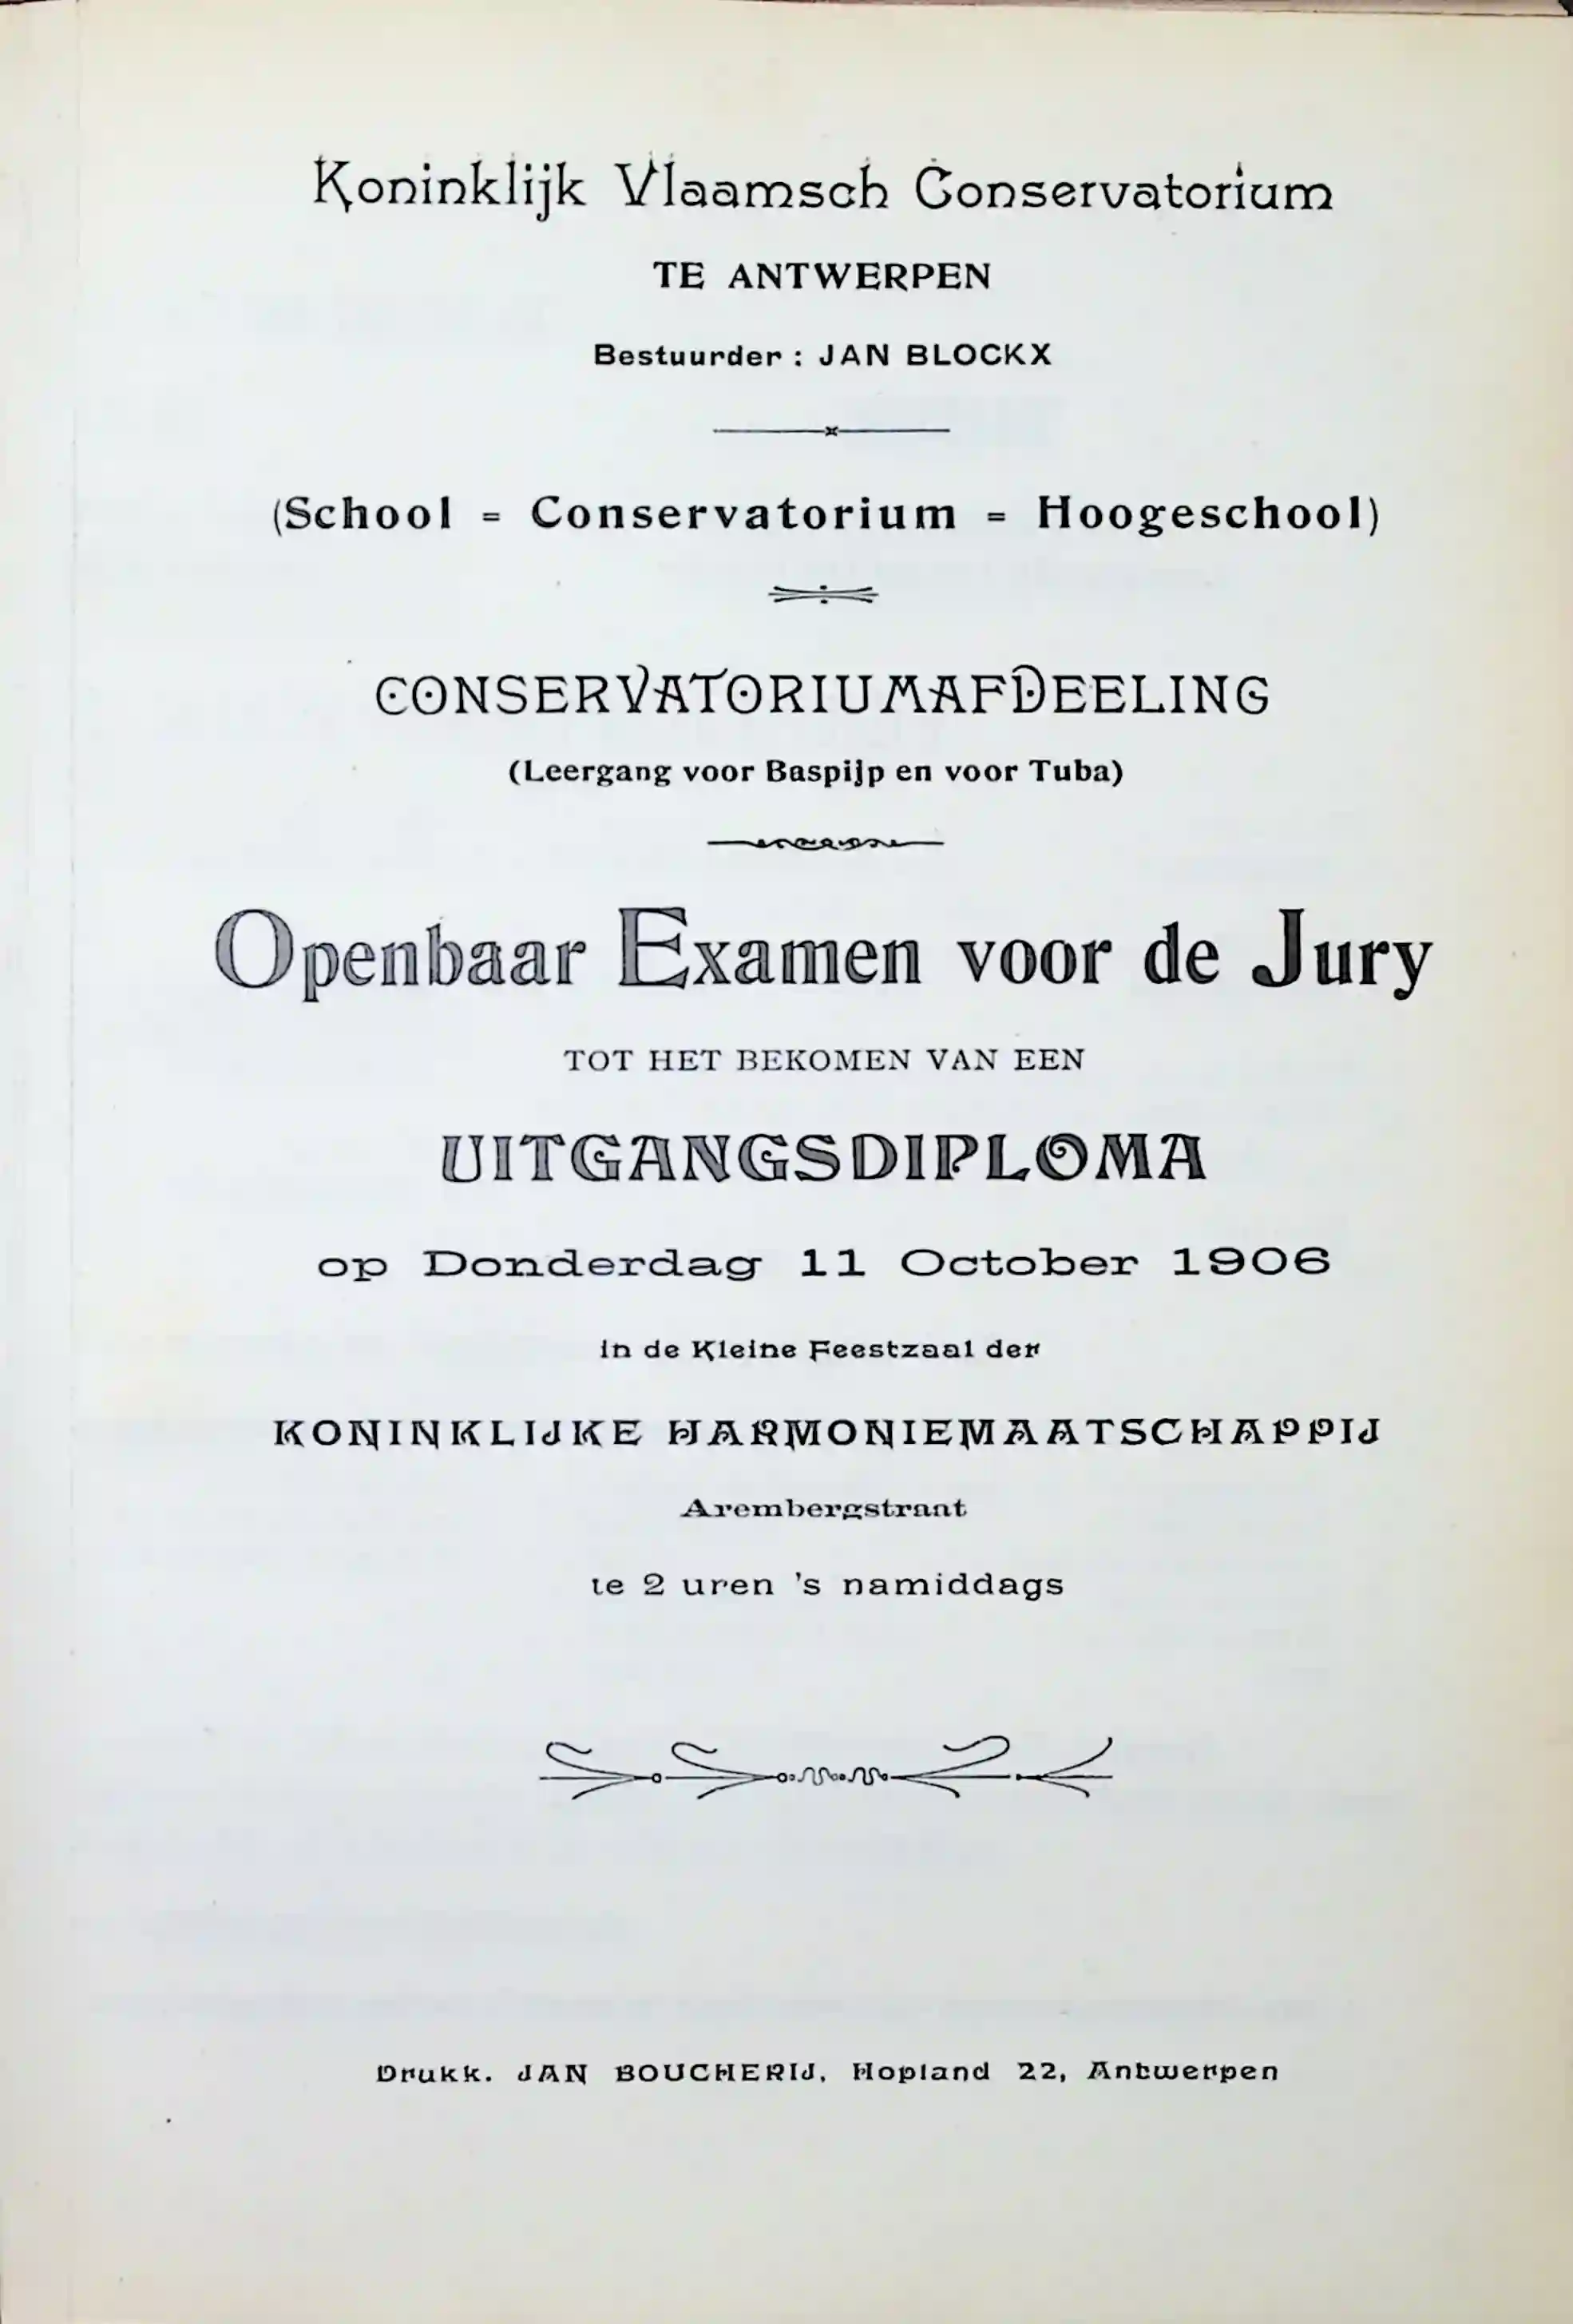 Koninklijk Vlaamsch Conservatorium
TE ANTWERPEN
Bestuurder : JAN BLOCKX
(School = Conservatorium = Hoogeschool)
CONSERVATORIUMAFDEELING
(Leergang voor Baspijp en voor Tuba)
Openbaar Examen voor de Jury
TOT HET BEKOMEN VAN EEN
UITGANGSDIPLOMA
op Donderdag 11 October 1906
in de Kleine Feestzaal der
KONINKLIJKE HARMONIEMAATSCHAPPIJ
Arembergstraat
te 2 uren 's namiddags
Drukk. JAN BOUCHERIJ, Hopland 22, Antwerpen